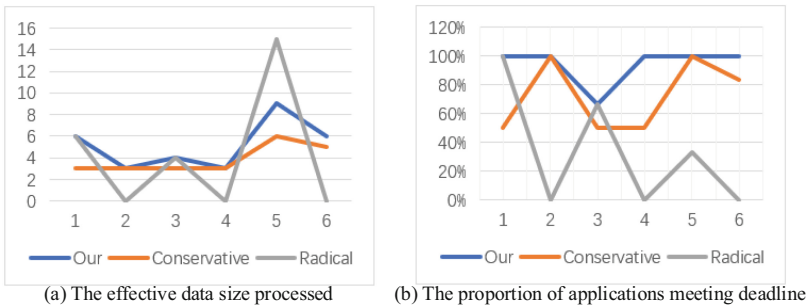 16
14
12
10
8
6
4
2
0
1 2 3 4 5 6
Our Conservative Radical
(a) The effective data size processed
120%
100%
80%
60%
40%
20%
0%
1 2 3 4 5 6
Our Conservative Radical
(b) The proportion of applications meeting deadline